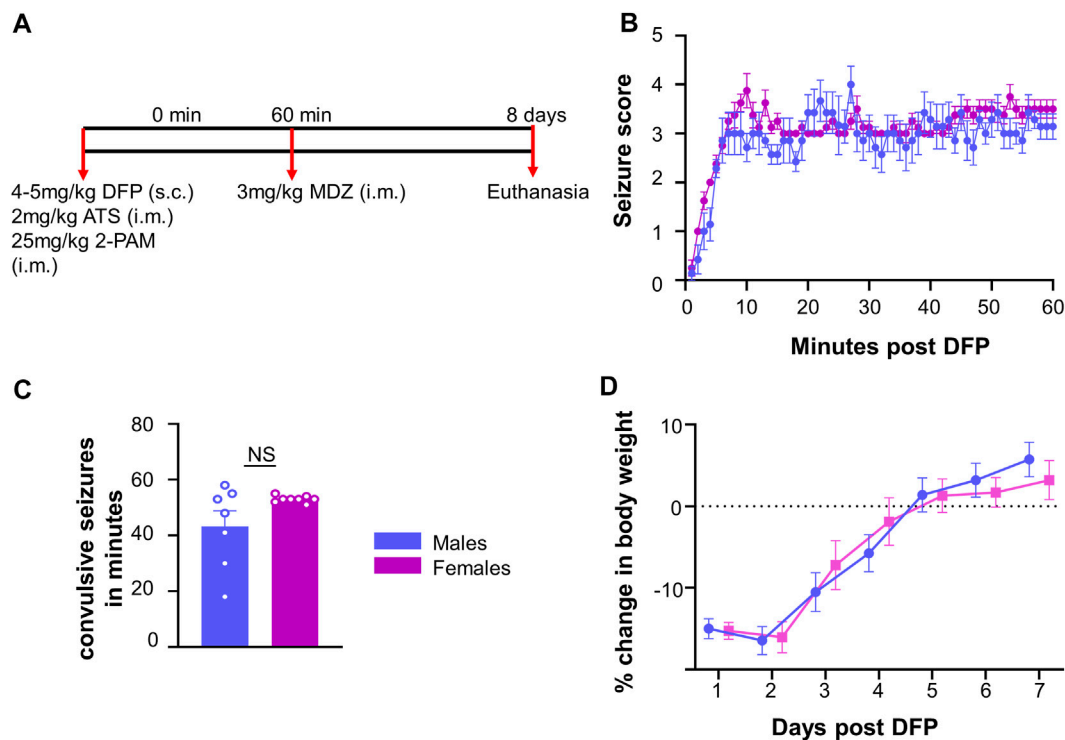 A
0 min 60 min 8 days
4-5mg/kg DFP (s.c.)
2mg/kg ATS (i.m.)
25mg/kg 2-PAM
(i.m.)
3mg/kg MDZ (i.m.)
Euthanasia
B
Seizure score
5
4
3
2
1
0
0 10 20 30 40 50 60
Minutes post DFP
C
convulsive seizures
in minutes
80
60
40
20
0
NS
Males
Females
D
% change in body weight
10
0
-10
1 2 3 4 5 6 7
Days post DFP